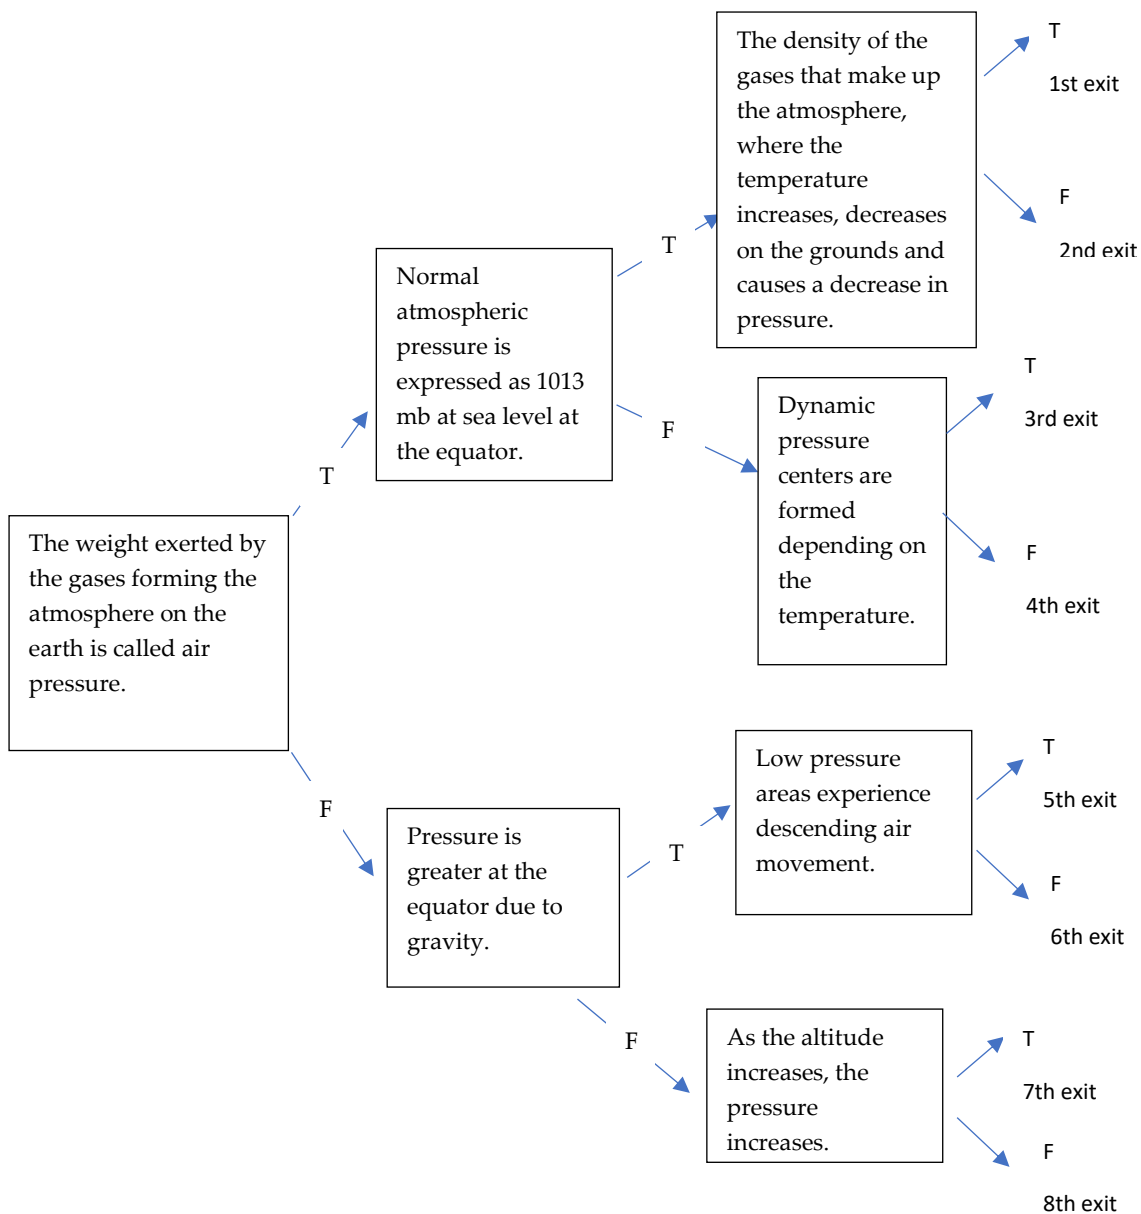 The weight exerted by
the gases forming the
atmosphere on the
earth is called air
pressure.
T
F
Normal
atmospheric
pressure is
expressed as 1013
mb at sea level at
the equator.
T
F
Pressure is
greater at the
equator due to
gravity.
T
F
The density of the
gases that make up
the atmosphere,
where the
temperature
increases, decreases
on the grounds and
causes a decrease in
pressure.
T
1st exit
F
2nd exit
Dynamic
pressure
centers are
formed
depending on
the
temperature.
T
3rd exit
F
4th exit
Low pressure
areas experience
descending air
movement.
T
5th exit
F
6th exit
As the altitude
increases, the
pressure
increases.
T
7th exit
F
8th exit